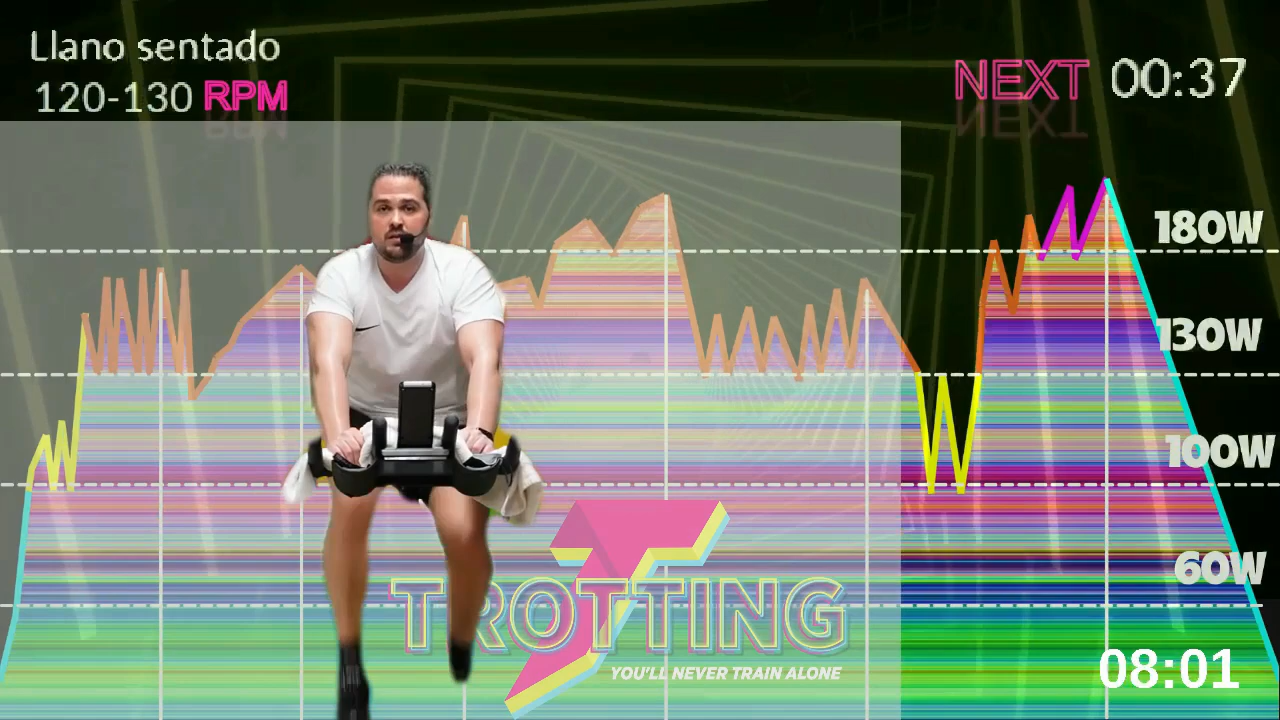 Llano sentado
120-130 RPM
NEXT 00:37
180W
130W
100W
60W
TROTTING
YOU'LL NEVER TRAIN ALONE
08:01